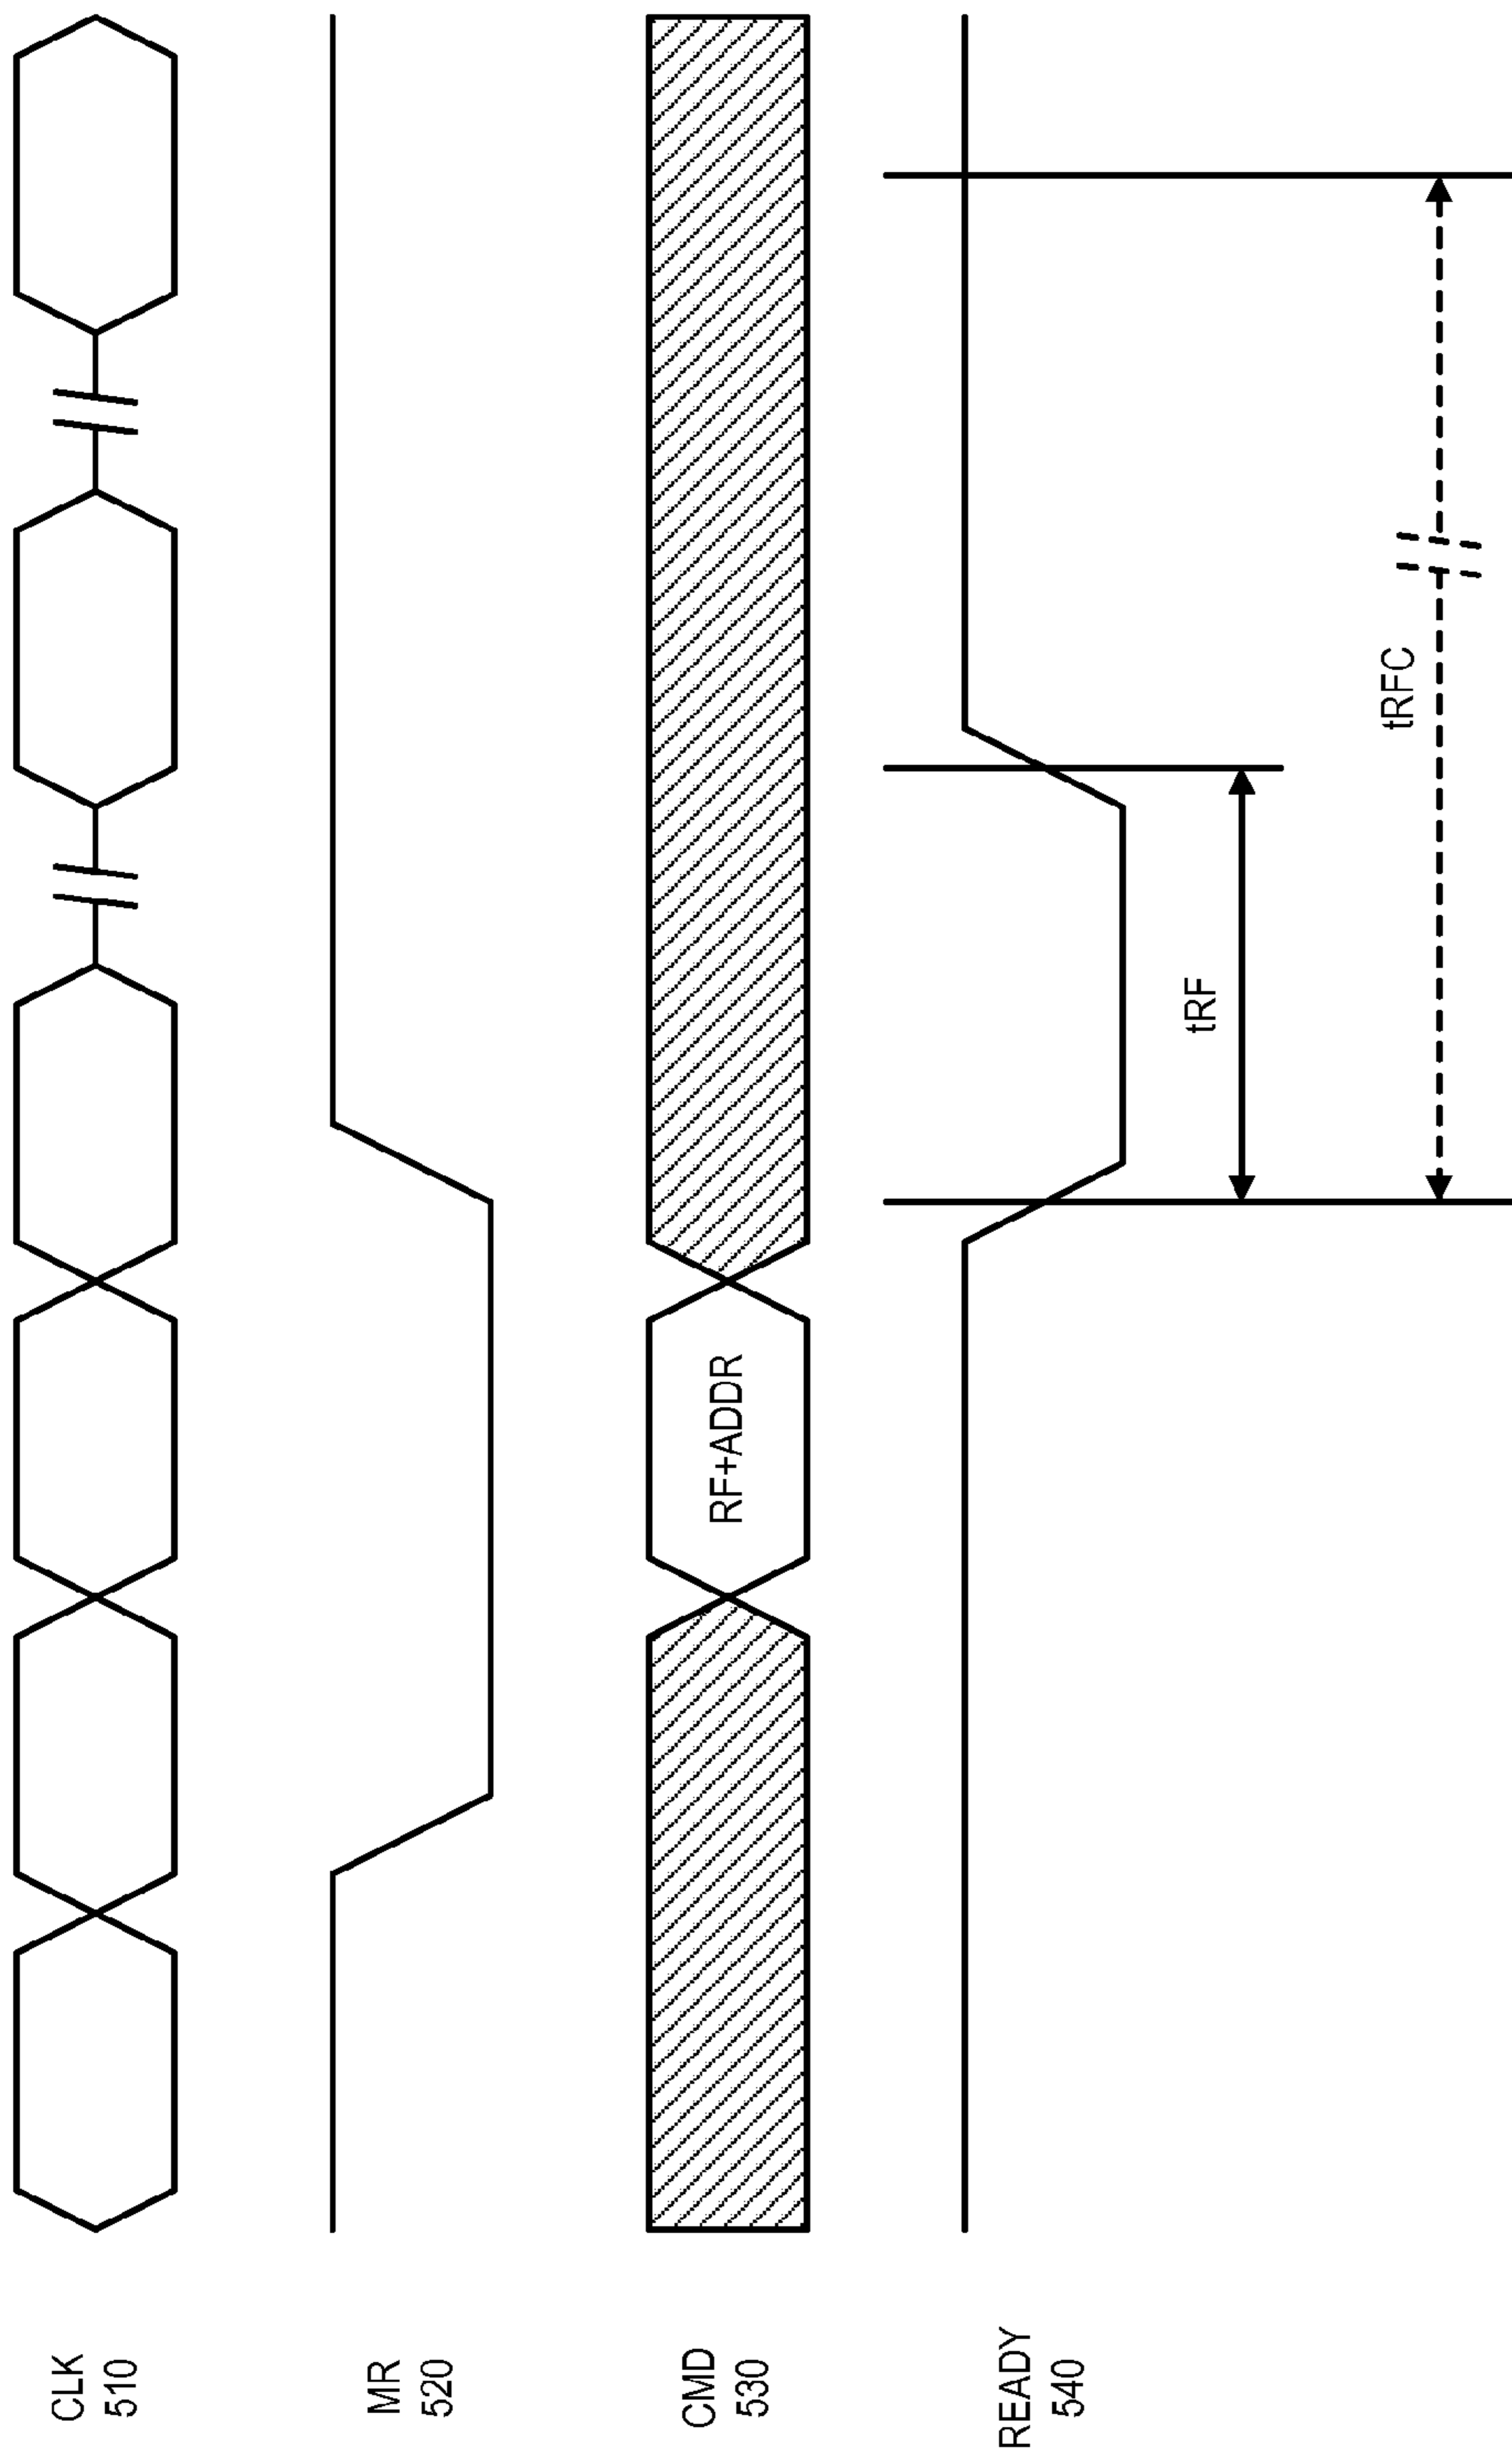 CLK
510
MR
520
CMD
530
RF+ADDR
READY
540
tRF
tRFC